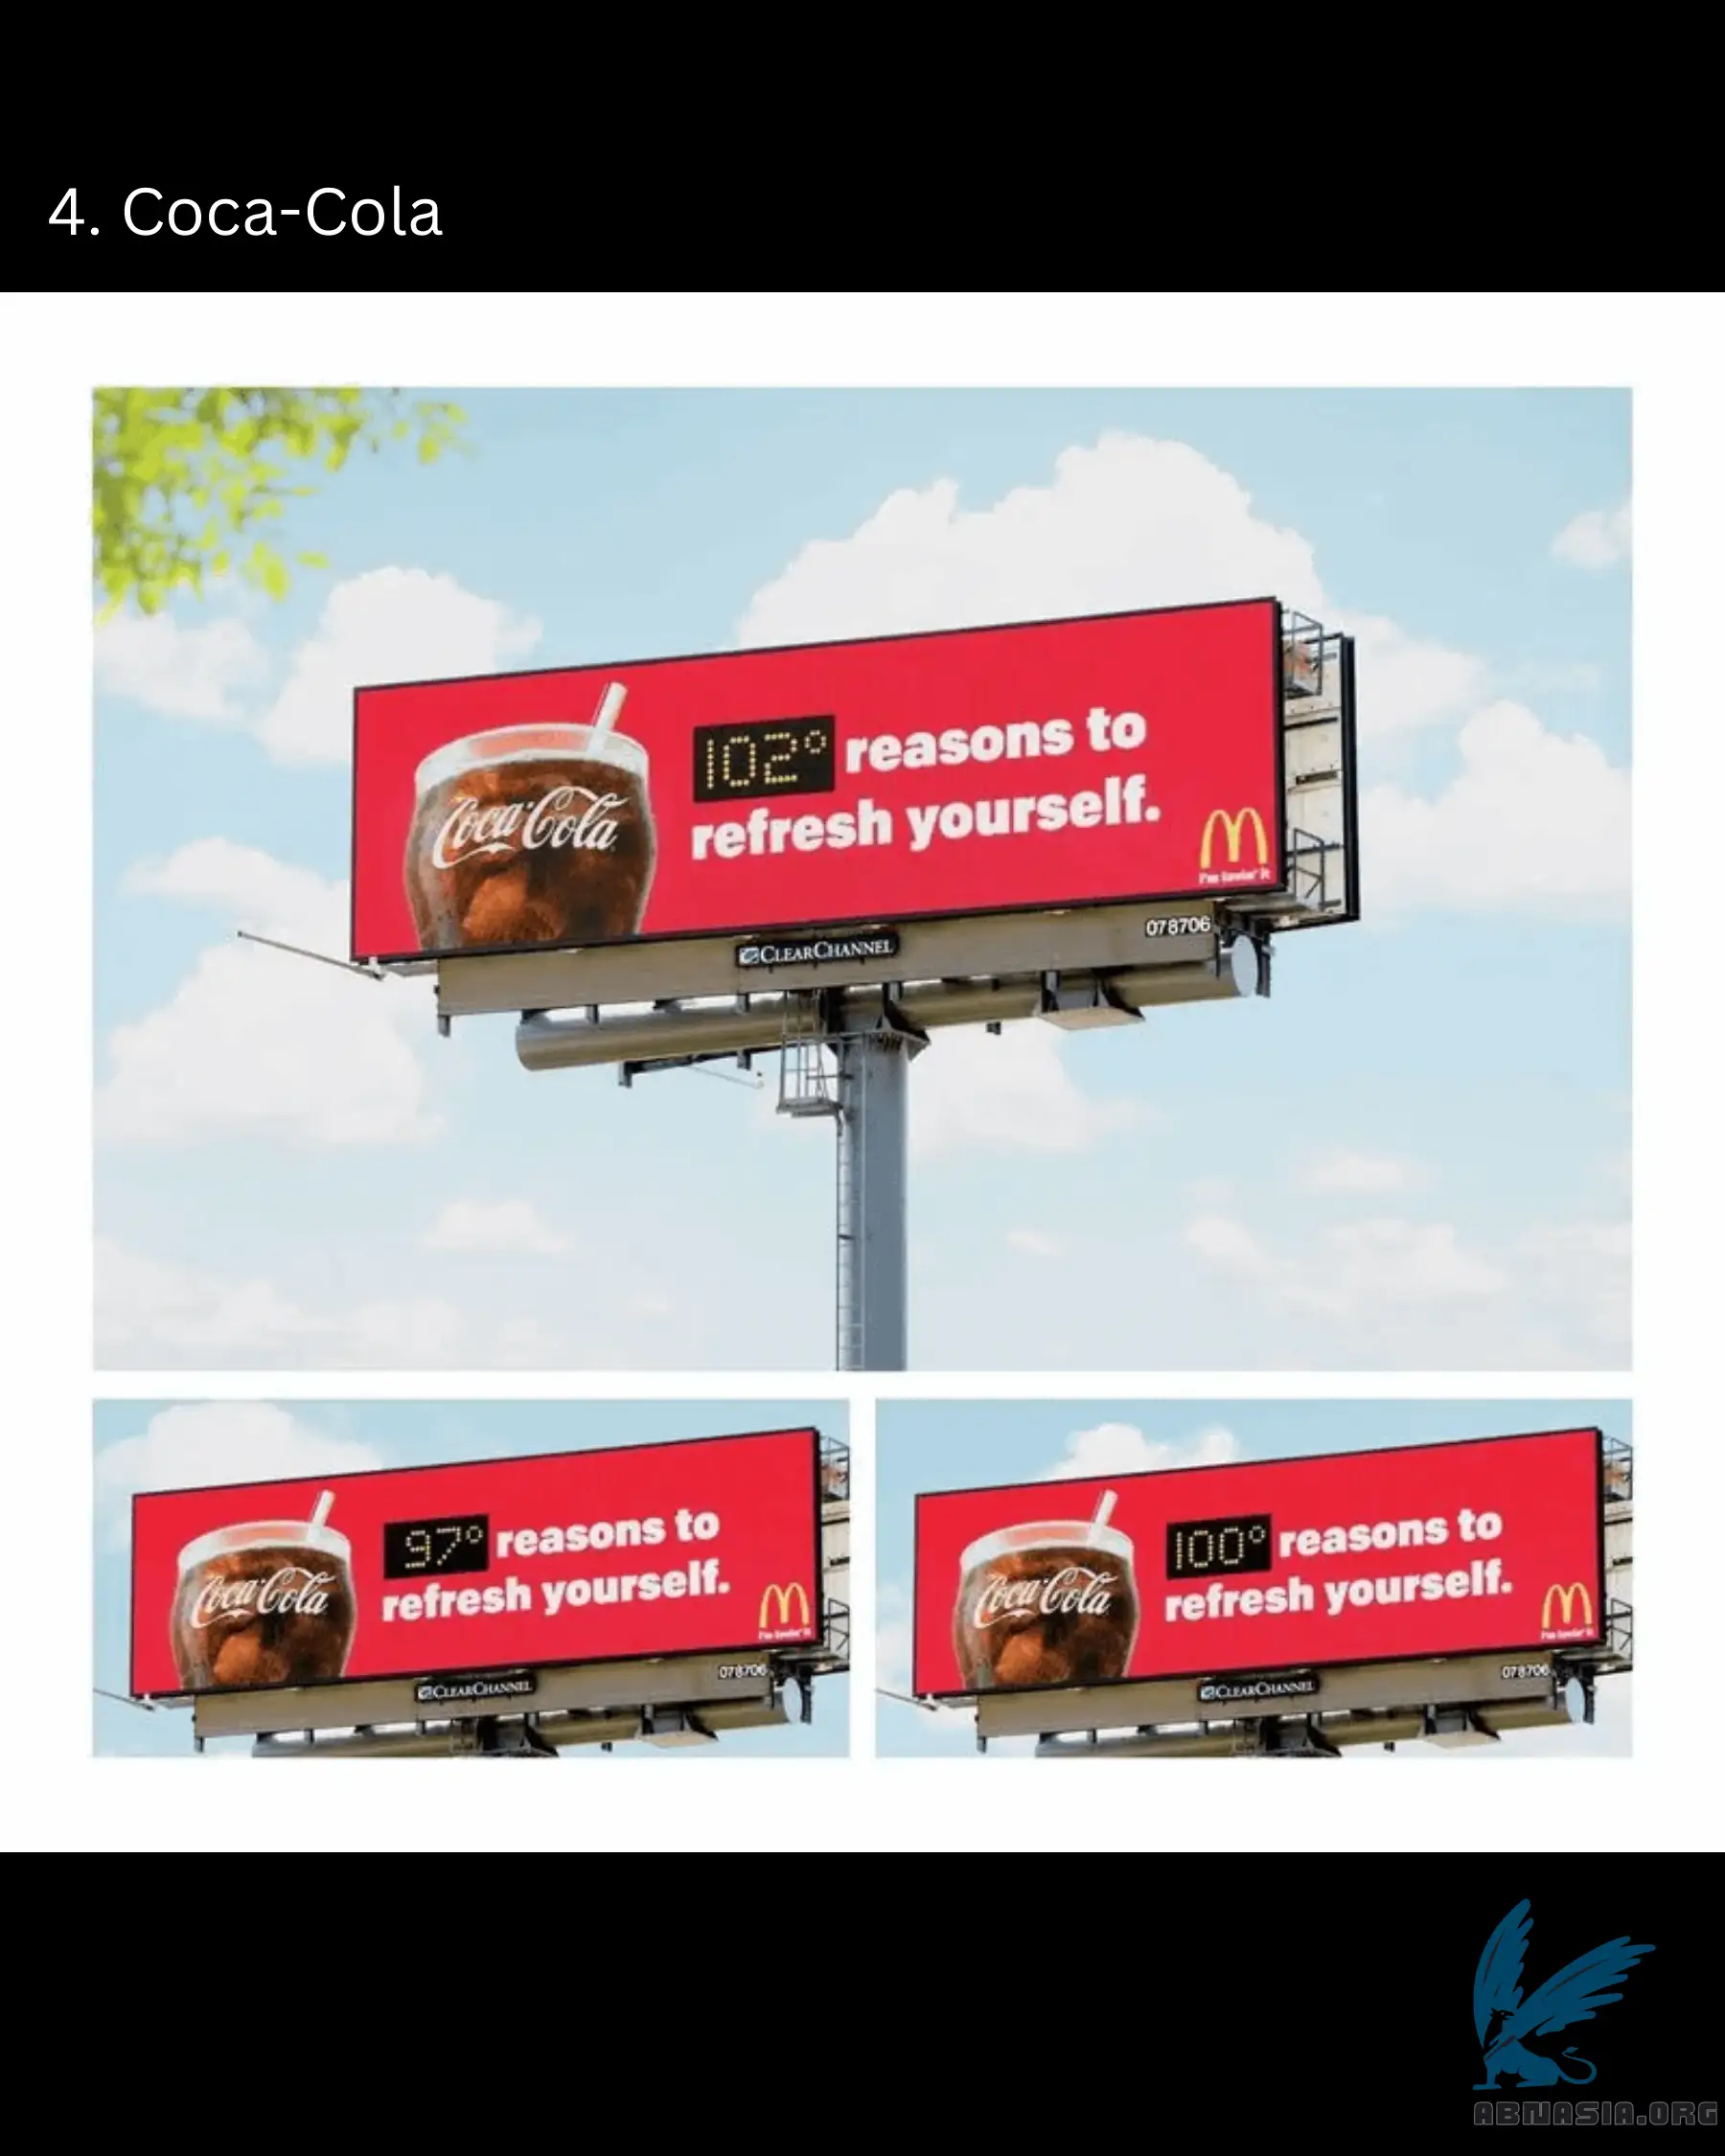 4. Coca-Cola
Coca-Cola
102° reasons to
refresh yourself.
M
i'm lovin' it
078706
CLEARCHANNEL
Coca-Cola
97° reasons to
refresh yourself.
M
i'm lovin' it
078706
CLEARCHANNEL
Coca-Cola
100° reasons to
refresh yourself.
M
i'm lovin' it
078706
CLEARCHANNEL
ABNASIA.ORG